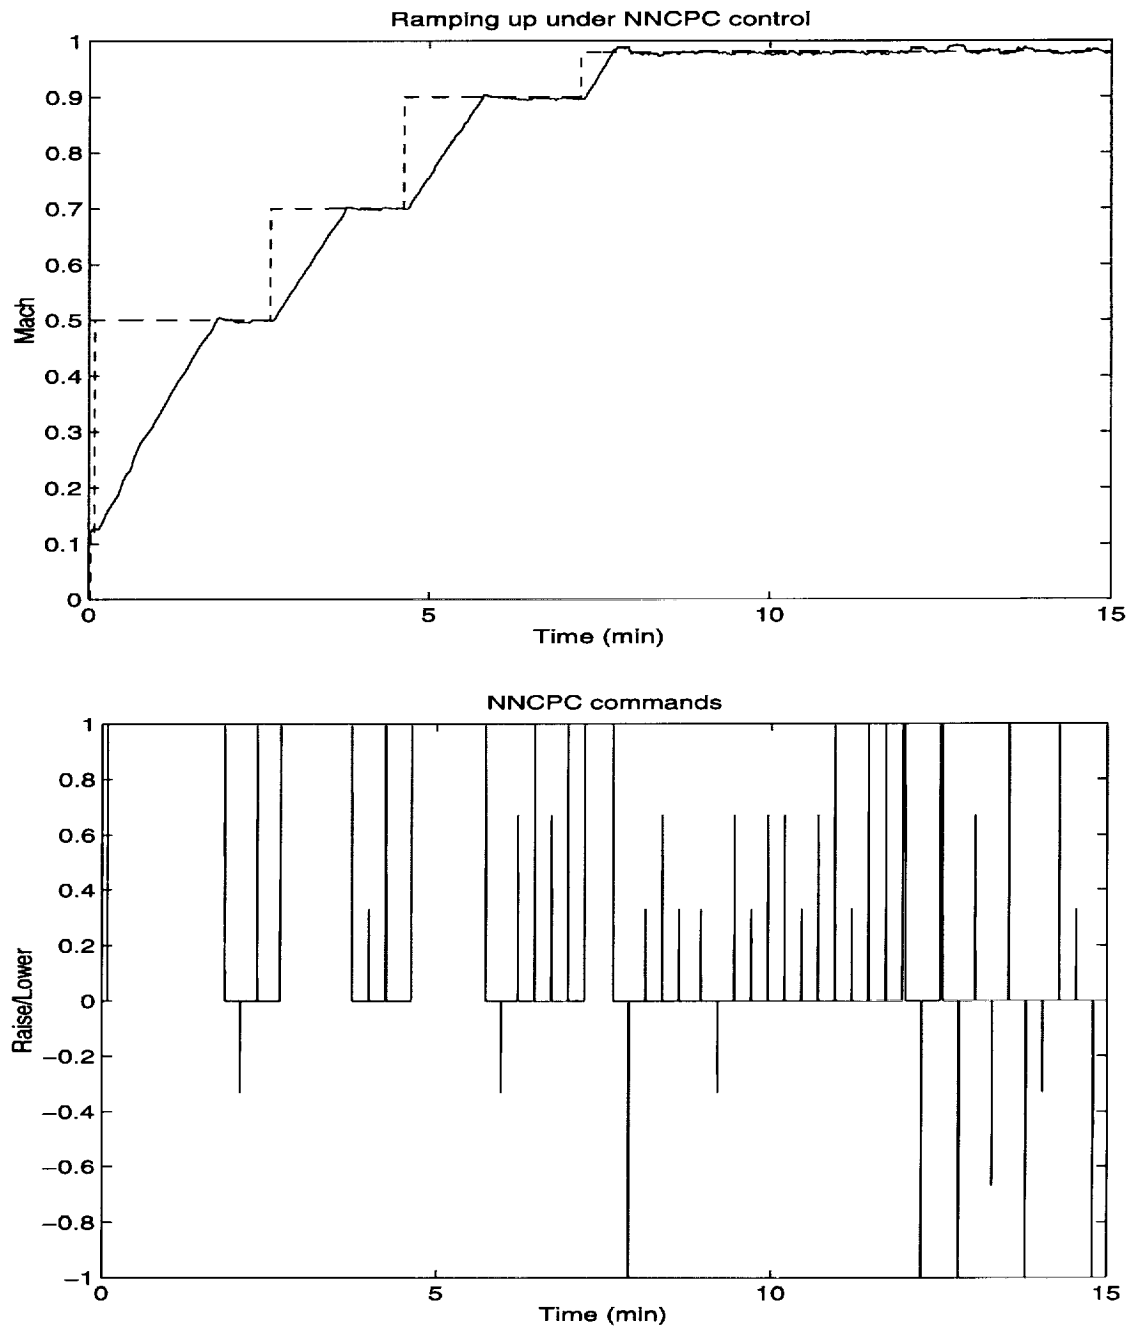 Ramping up under NNCPC control
1
0.9
0.8
0.7
0.6
0.5
0.4
0.3
0.2
0.1
0
Mach
0 5 10 15
Time (min)
NNCPC commands
1
0.8
0.6
0.4
0.2
0
−0.2
−0.4
−0.6
−0.8
−1
Raise/Lower
0 5 10 15
Time (min)